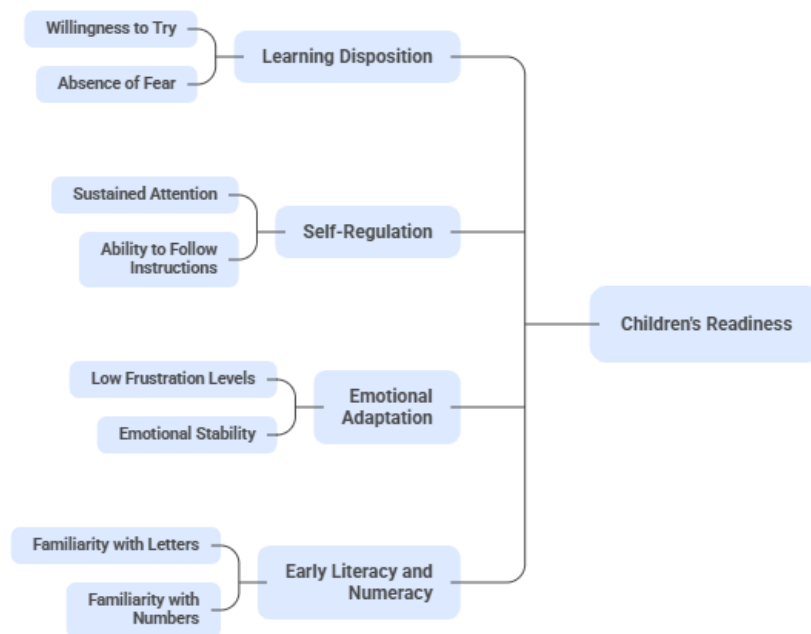 Willingness to Try
Absence of Fear
Learning Disposition
Sustained Attention
Ability to Follow
Instructions
Self-Regulation
Low Frustration Levels
Emotional Stability
Emotional
Adaptation
Familiarity with Letters
Familiarity with
Numbers
Early Literacy and
Numeracy
Children's Readiness